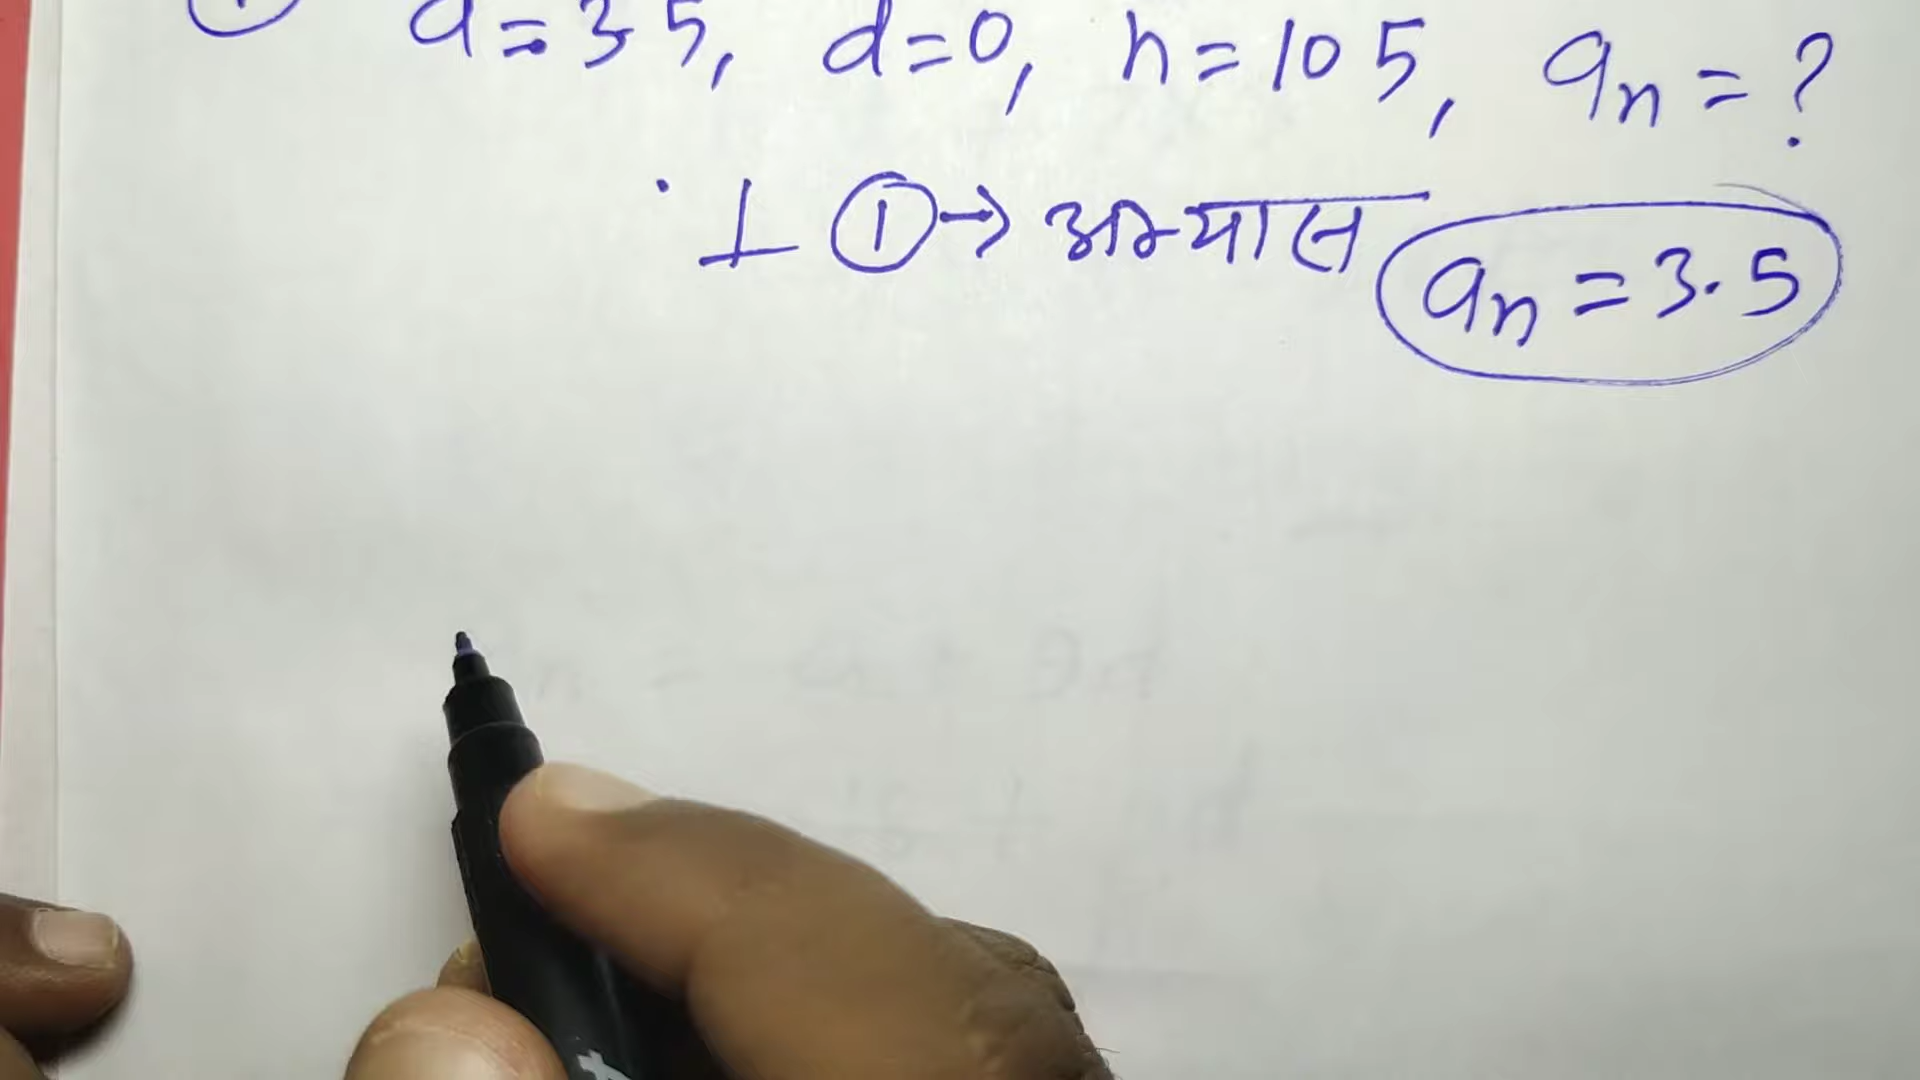 ① a=3.5, d=0, n=105, an=?
⊥ ①→ अभ्यास an=3.5